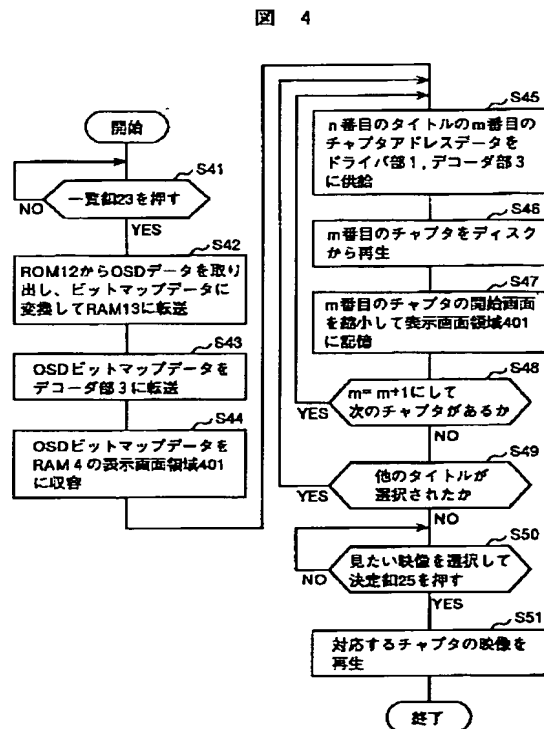 図 4
開始
S41
一覧釦23を押す
NO
YES
S42
ROM12からOSDデータを取り
出し、ビットマップデータに
変換してRAM13に転送
S43
OSDビットマップデータを
デコーダ部3に転送
S44
OSDビットマップデータを
RAM4の表示画面領域401
に収容
S45
n番目のタイトルのm番目の
チャプタアドレスデータを
ドライバ部1,デコーダ部3
に供給
S46
m番目のチャプタをディスク
から再生
S47
m番目のチャプタの開始画面
を縮小して表示画面領域401
に記憶
S48
m=m+1にして
次のチャプタがあるか
YES
NO
S49
他のタイトルが
選択されたか
YES
NO
S50
見たい映像を選択して
決定釦25を押す
NO
YES
S51
対応するチャプタの映像を
再生
終了